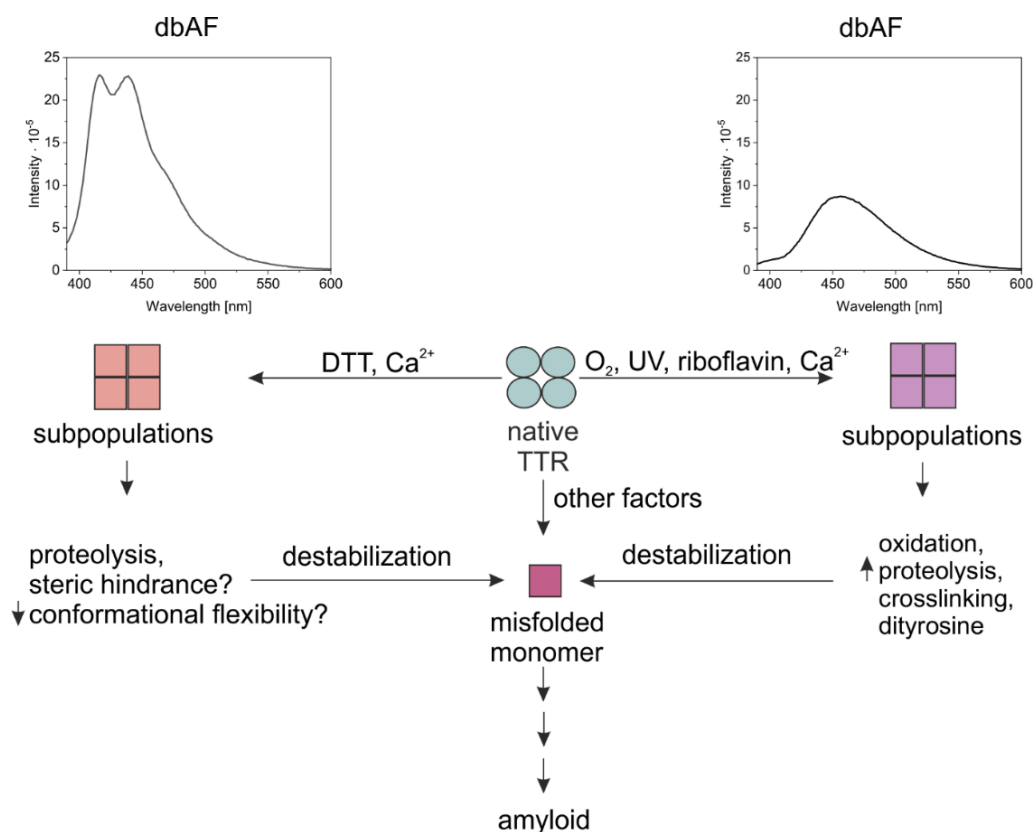 dbAF
dbAF
25
20
15
10
5
0
Intensity · 10⁻⁵
400 450 500 550 600
Wavelength [nm]
25
20
15
10
5
0
Intensity · 10⁻⁵
400 450 500 550 600
Wavelength [nm]
DTT, Ca²⁺
O₂, UV, riboflavin, Ca²⁺
subpopulations
native
TTR
subpopulations
other factors
proteolysis,
steric hindrance?
conformational flexibility?
destabilization
destabilization
oxidation,
proteolysis,
crosslinking,
dityrosine
misfolded
monomer
amyloid